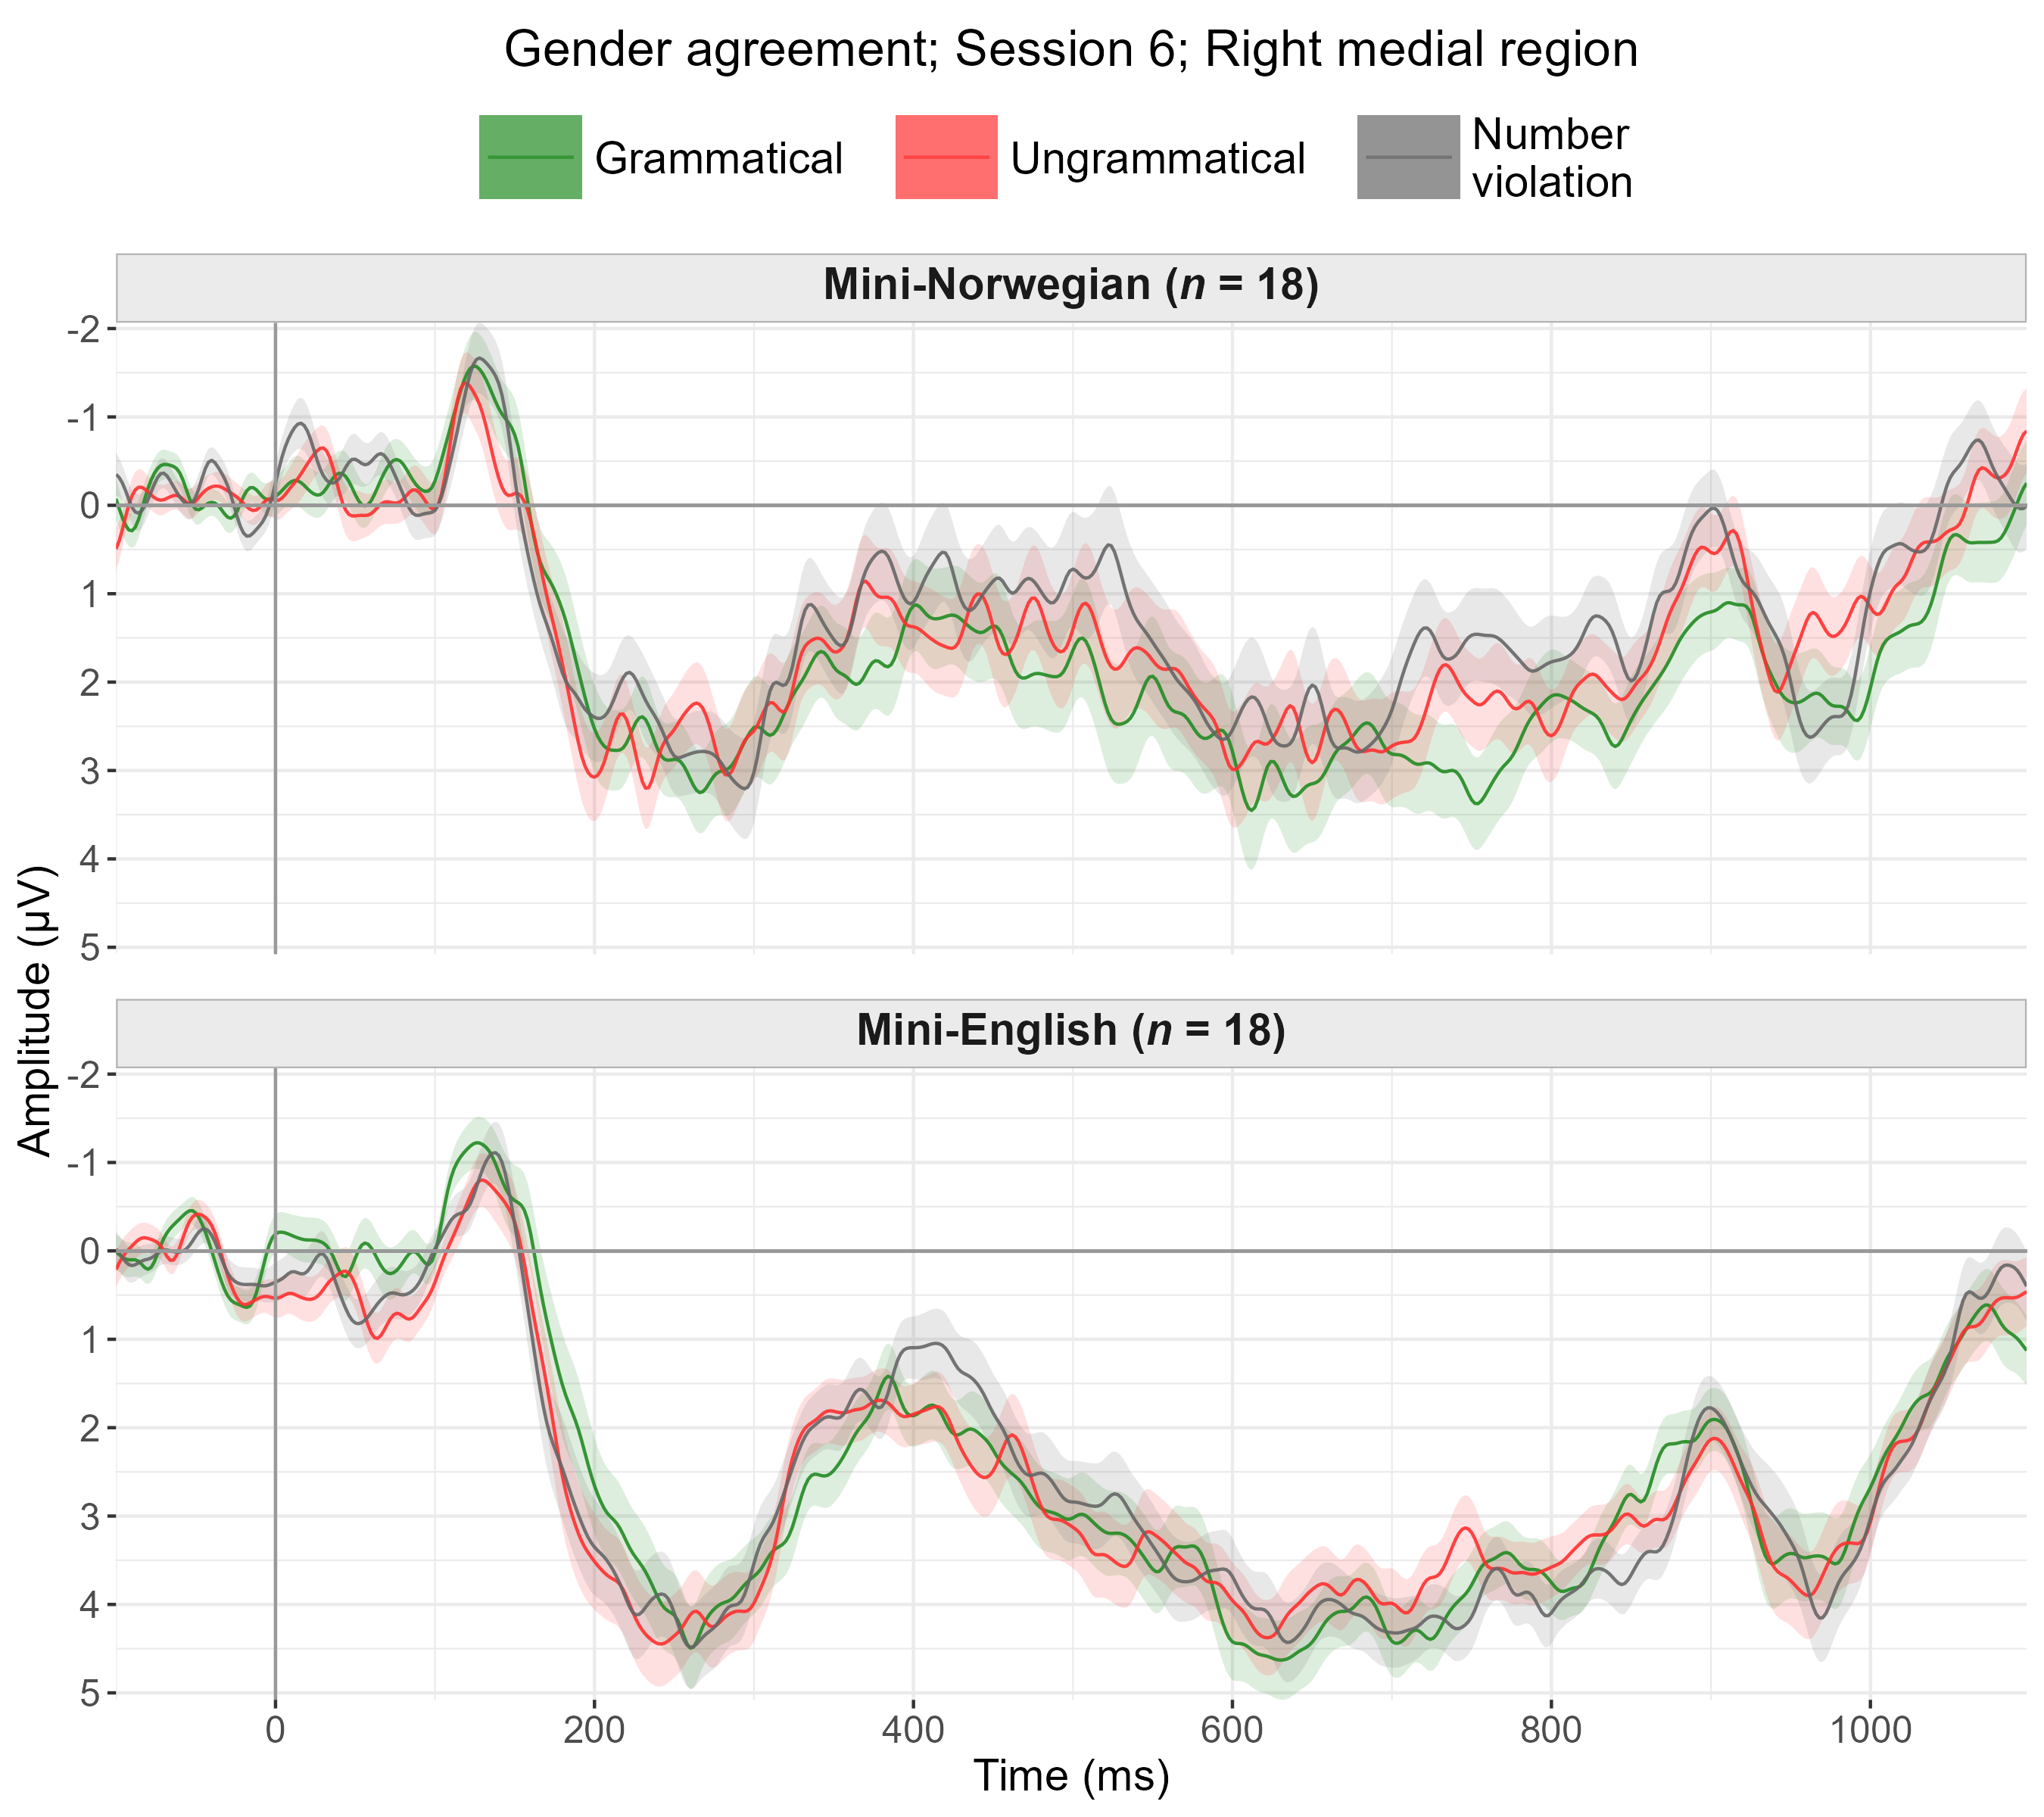 Gender agreement; Session 6; Right medial region
Grammatical
Ungrammatical
Number
violation
Mini-Norwegian (n = 18)
-2
-1
0
1
2
3
4
5
Mini-English (n = 18)
-2
-1
0
1
2
3
4
5
Amplitude (µV)
0 200 400 600 800 1000
Time (ms)